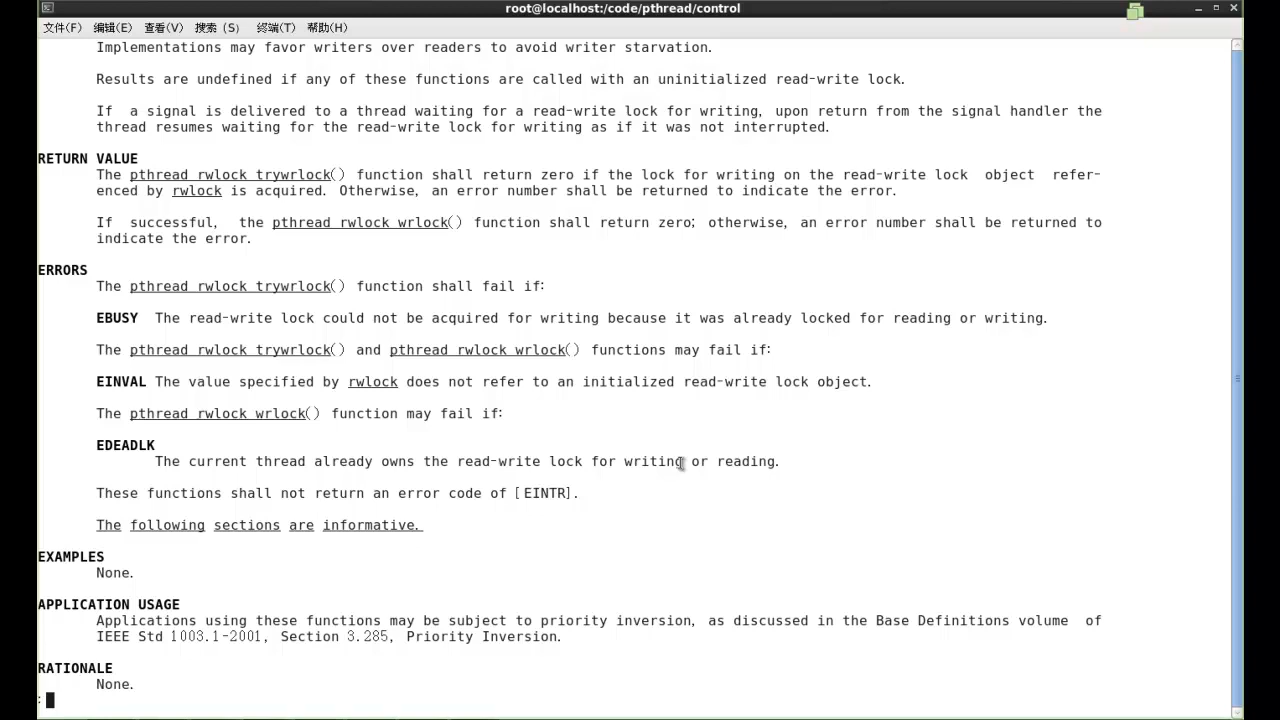 root@localhost:/code/pthread/control
文件(F) 编辑(E) 查看(V) 搜索 (S) 终端(T) 帮助(H)
Implementations may favor writers over readers to avoid writer starvation.
Results are undefined if any of these functions are called with an uninitialized read-write lock.
If a signal is delivered to a thread waiting for a read-write lock for writing, upon return from the signal handler the
thread resumes waiting for the read-write lock for writing as if it was not interrupted.
RETURN VALUE
The pthread_rwlock_trywrlock() function shall return zero if the lock for writing on the read-write lock object refer-
enced by rwlock is acquired. Otherwise, an error number shall be returned to indicate the error.
If successful, the pthread_rwlock_wrlock() function shall return zero; otherwise, an error number shall be returned to
indicate the error.
ERRORS
The pthread_rwlock_trywrlock() function shall fail if:
EBUSY The read-write lock could not be acquired for writing because it was already locked for reading or writing.
The pthread_rwlock_trywrlock() and pthread_rwlock_wrlock() functions may fail if:
EINVAL The value specified by rwlock does not refer to an initialized read-write lock object.
The pthread_rwlock_wrlock() function may fail if:
EDEADLK
The current thread already owns the read-write lock for writing or reading.
These functions shall not return an error code of [EINTR].
The following sections are informative.
EXAMPLES
None.
APPLICATION USAGE
Applications using these functions may be subject to priority inversion, as discussed in the Base Definitions volume of
IEEE Std 1003.1-2001, Section 3.285, Priority Inversion.
RATIONALE
None.
: